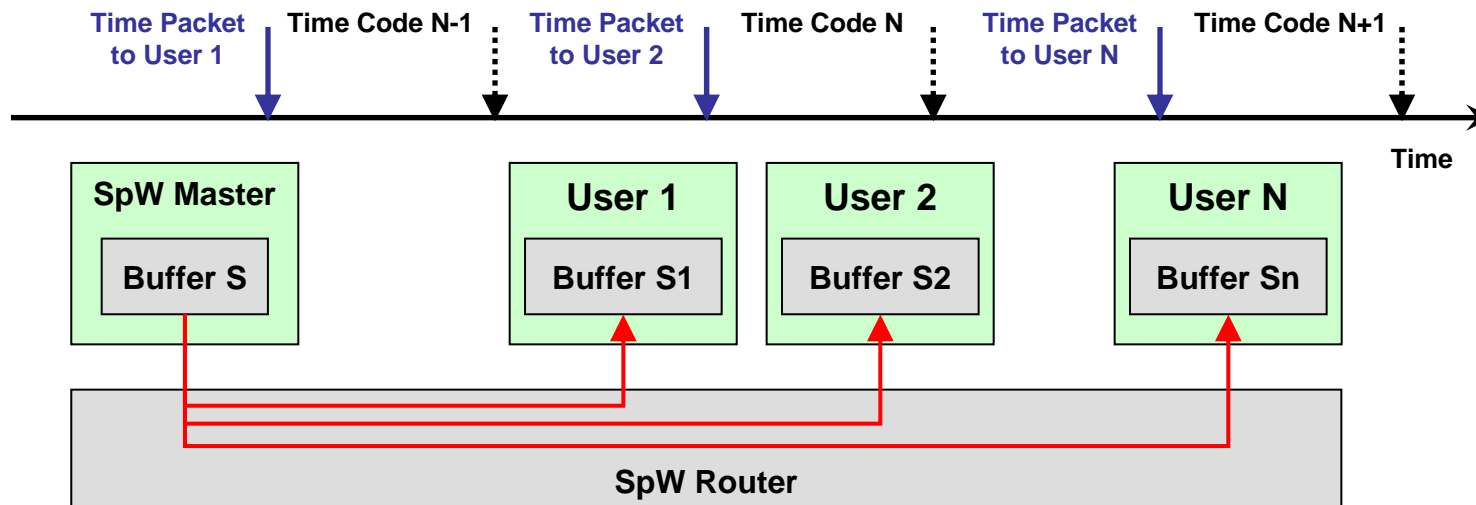 Time Packet
to User 1
Time Code N-1
Time Packet
to User 2
Time Code N
Time Packet
to User N
Time Code N+1
Time
SpW Master
Buffer S
User 1
Buffer S1
User 2
Buffer S2
User N
Buffer Sn
SpW Router